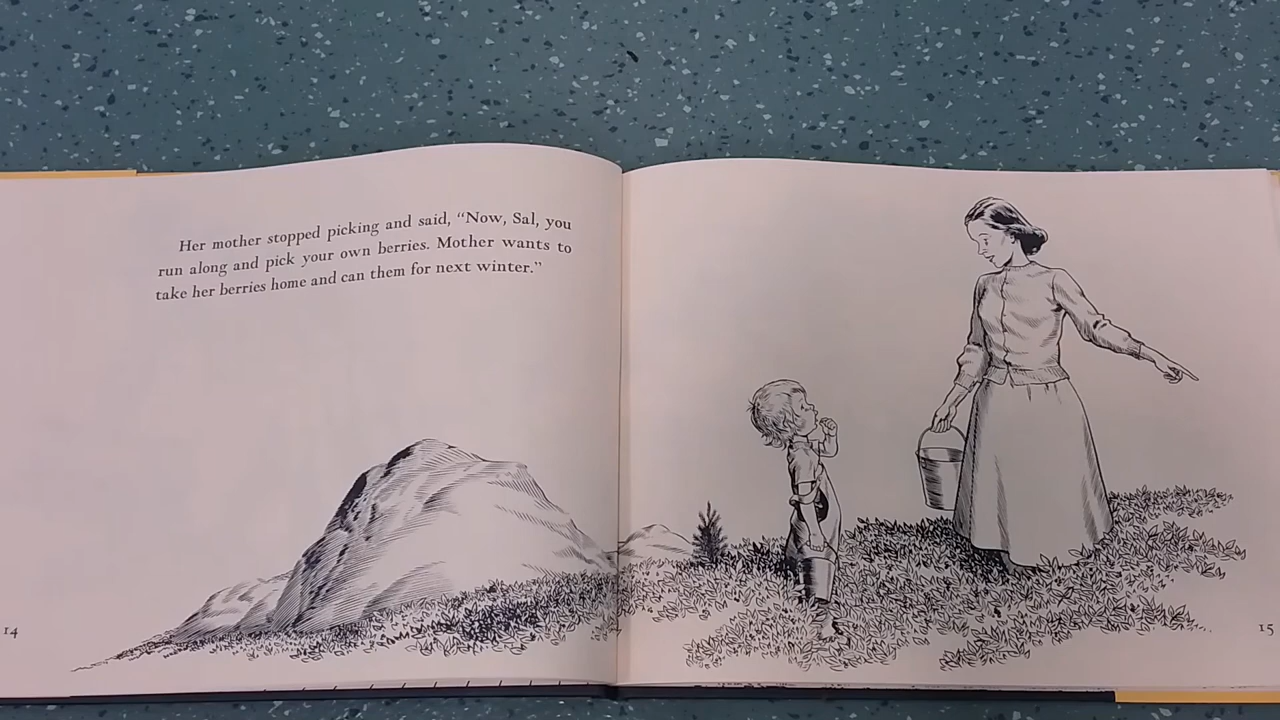 Her mother stopped picking and said, “Now, Sal, you
run along and pick your own berries. Mother wants to
take her berries home and can them for next winter.”
14
15